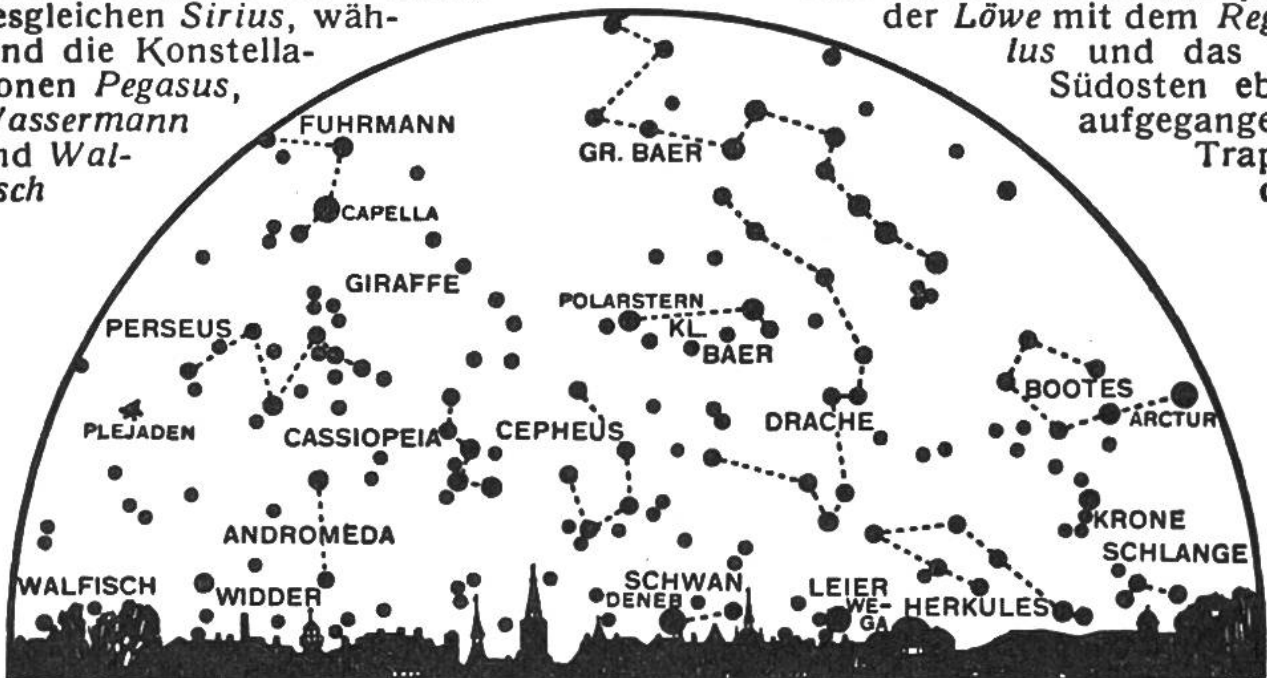 esgleichen Sirius, wäh-
nd die Konstella-
onen Pegasus,
Wassermann
nd Wal-
sch
der Löwe mit dem Reg
lus und das
Südosten eb
aufgegange
Trap
FUHRMANN
GR. BAER
CAPELLA
GIRAFFE
POLARSTERN
KL.
BAER
PERSEUS
PLEJADEN
CASSIOPEIA
CEPHEUS
DRACHE
BOOTES
ARCTUR
ANDROMEDA
KRONE
SCHLANGE
WALFISCH
WIDDER
SCHWAN
DENEB
LEIER
WE-
GA
HERKULES